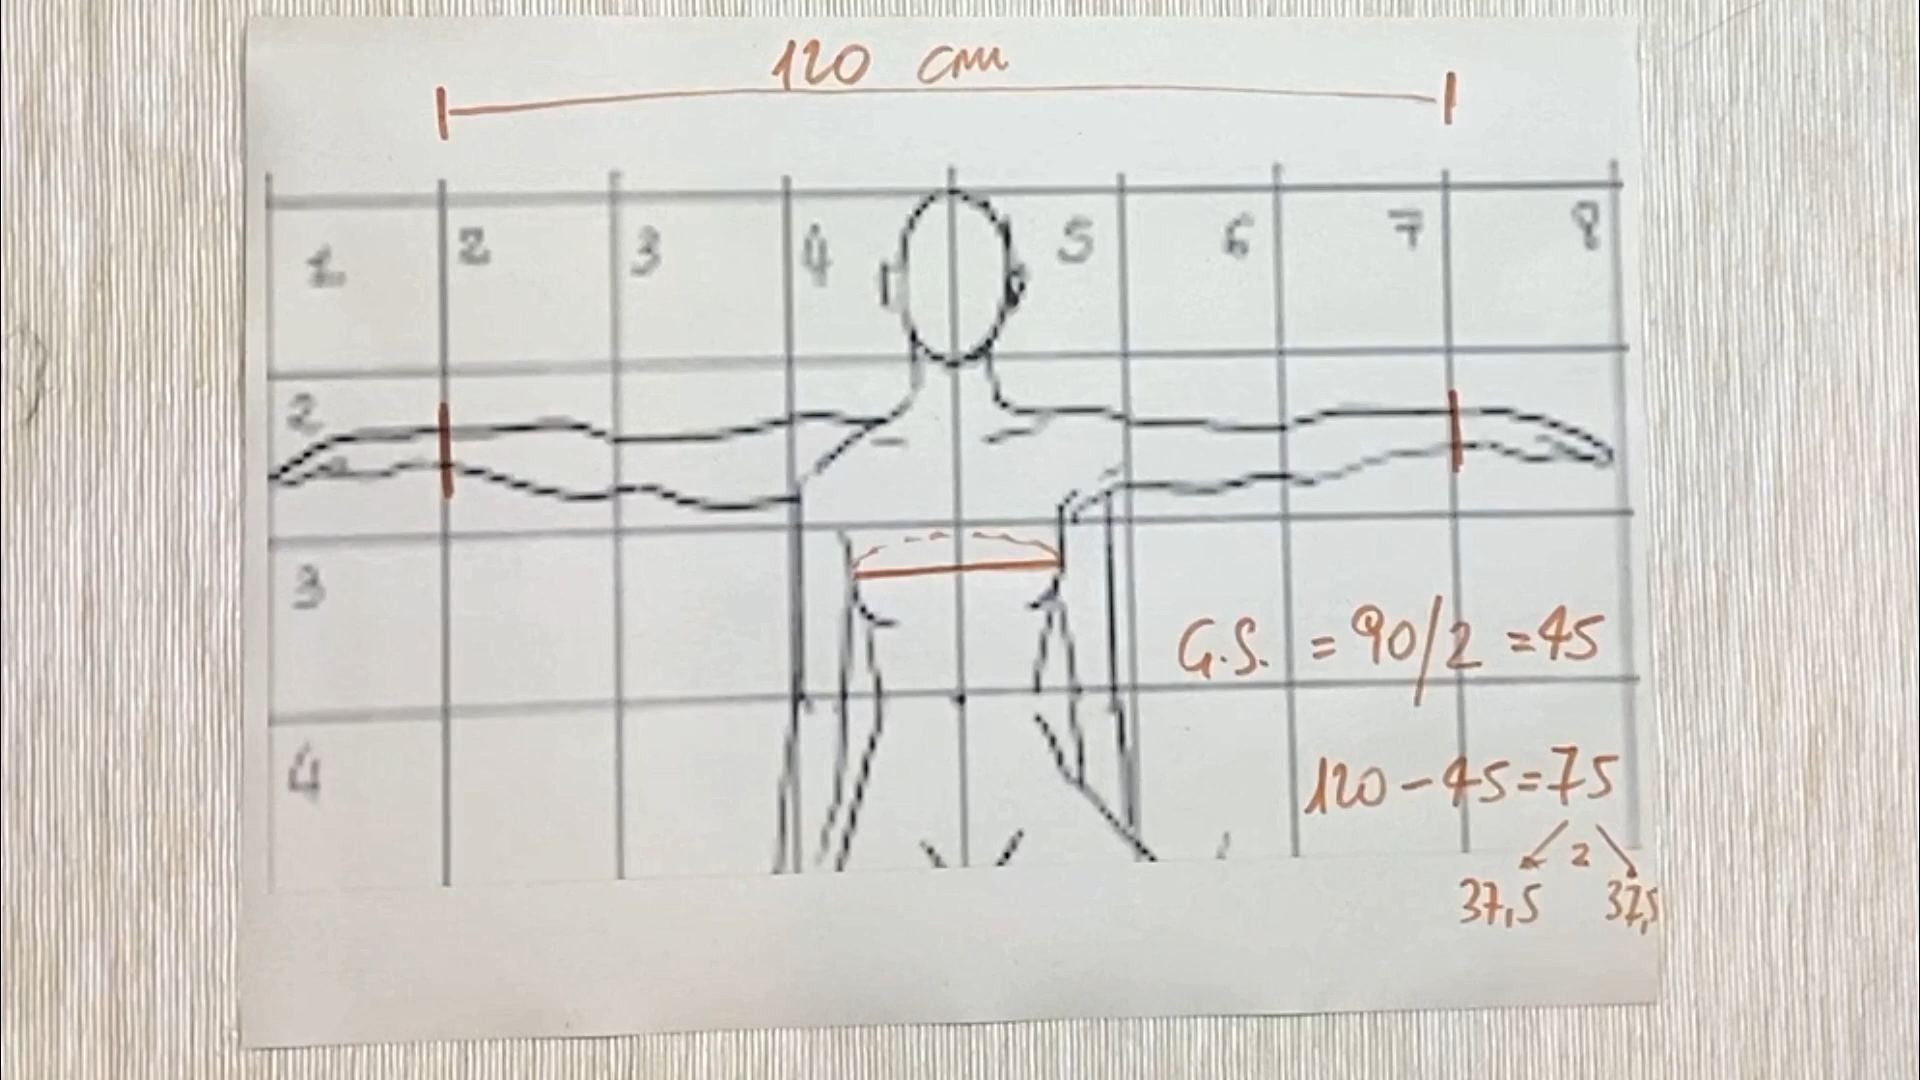 120 cm
1 2 3 4 5 6 7 8
2
3
G.S. = 90/2 = 45
4
120 - 45 = 75
2
37,5 37,5